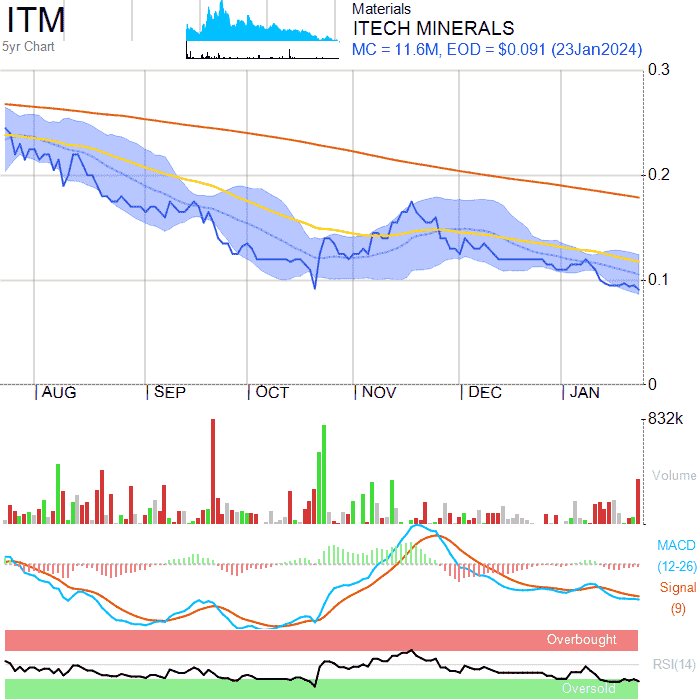 ITM
5yr Chart
Materials
ITECH MINERALS
MC = 11.6M, EOD = $0.091 (23Jan2024)
0.3
0.2
0.1
0
AUG
SEP
OCT
NOV
DEC
JAN
832k
Volume
MACD
(12-26)
Signal
(9)
Overbought
RSI(14)
Oversold